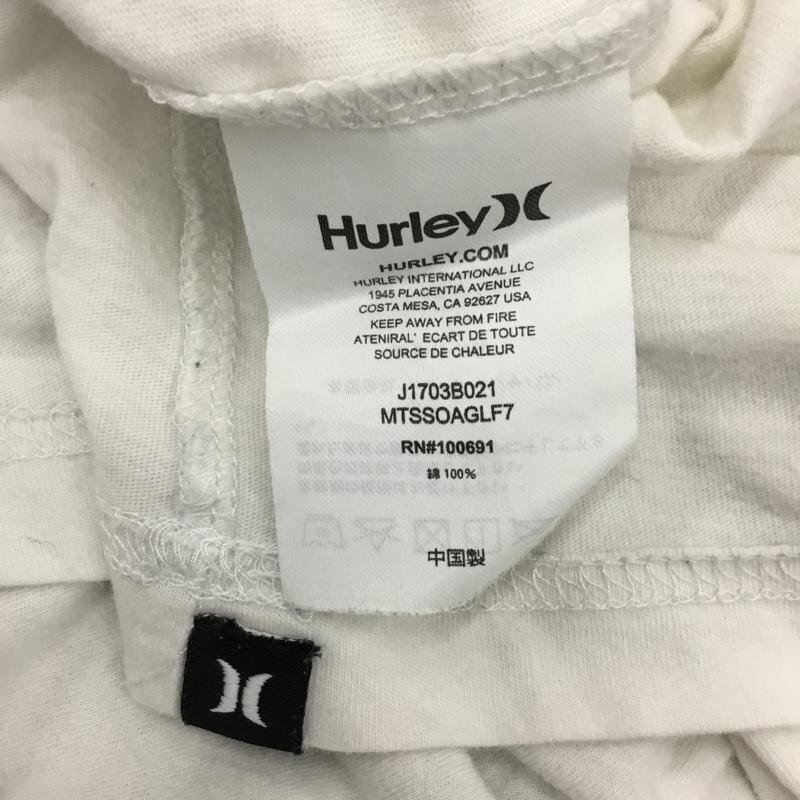 Hurley
HURLEY.COM
HURLEY INTERNATIONAL LLC
1945 PLACENTIA AVENUE
COSTA MESA, CA 92627 USA
KEEP AWAY FROM FIRE
ATENIRAL' ECART DE TOUTE
SOURCE DE CHALEUR
J1703B021
MTSSOAGLF7
RN#100691
綿 100%
中国製